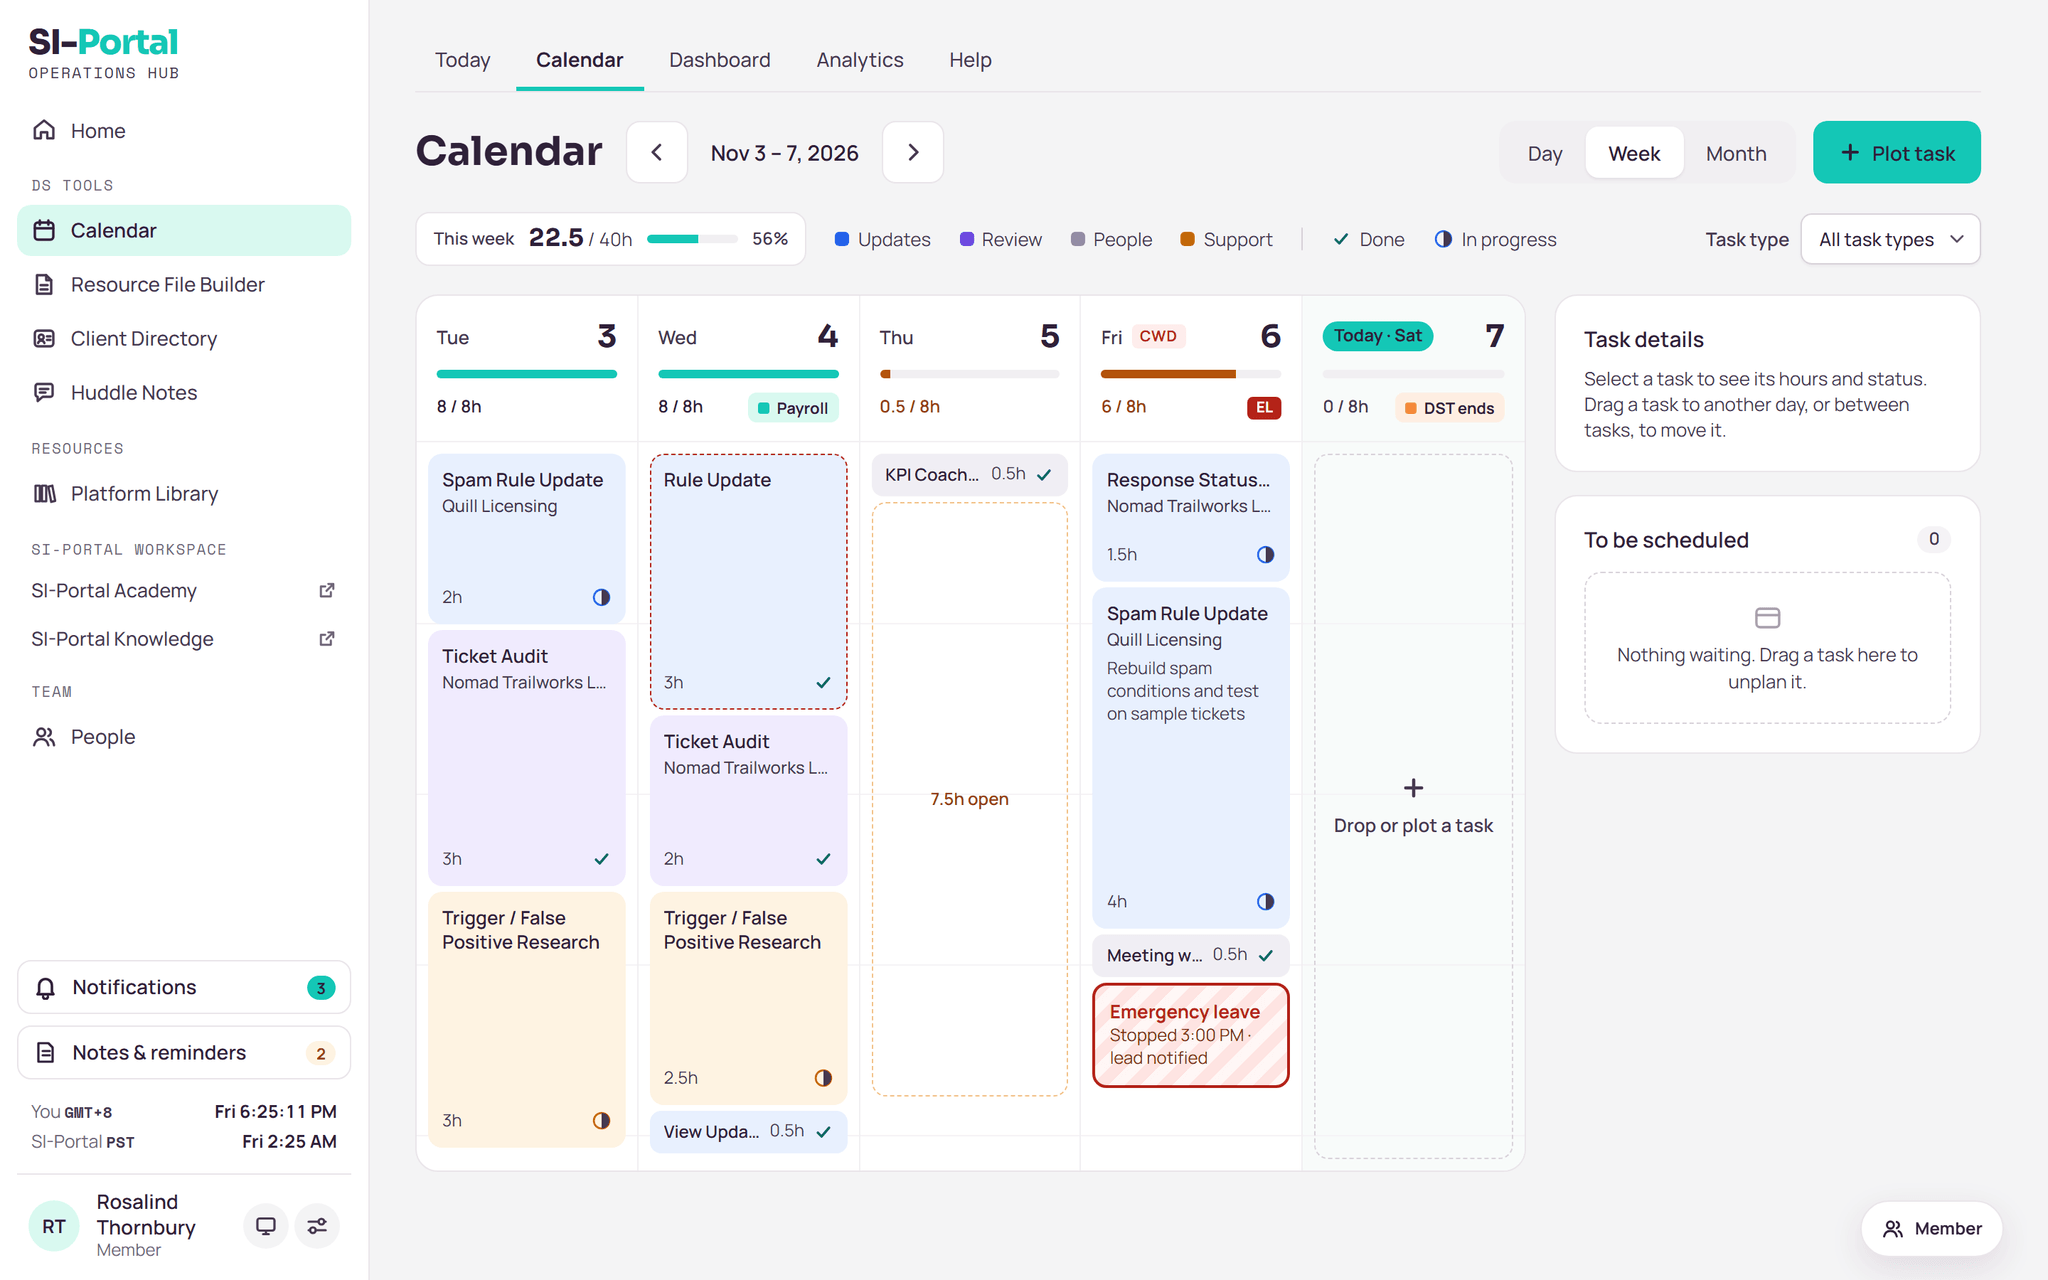 SI-Portal
OPERATIONS HUB
Home
DS TOOLS
Calendar
Resource File Builder
Client Directory
Huddle Notes
RESOURCES
Platform Library
SI-PORTAL WORKSPACE
SI-Portal Academy
SI-Portal Knowledge
TEAM
People
Notifications 3
Notes & reminders 2
You GMT+8 Fri 6:25:11 PM
SI-Portal PST Fri 2:25 AM
RT
Rosalind
Thornbury
Member
Today Calendar Dashboard Analytics Help
Calendar Nov 3 – 7, 2026 Day Week Month + Plot task
This week 22.5 / 40h 56% Updates Review People Support Done In progress Task type All task types
Tue 3
8 / 8h
Spam Rule Update
Quill Licensing
2h
Ticket Audit
Nomad Trailworks L...
3h
Trigger / False
Positive Research
3h
Wed 4
8 / 8h Payroll
Rule Update
3h
Ticket Audit
Nomad Trailworks L...
2h
Trigger / False
Positive Research
2.5h
View Upda... 0.5h
Thu 5
0.5 / 8h
KPI Coach... 0.5h
7.5h open
Fri CWD 6
6 / 8h EL
Response Status...
Nomad Trailworks L...
1.5h
Spam Rule Update
Quill Licensing
Rebuild spam
conditions and test
on sample tickets
4h
Meeting w... 0.5h
Emergency leave
Stopped 3:00 PM ·
lead notified
Today · Sat 7
0 / 8h DST ends
Drop or plot a task
Task details
Select a task to see its hours and status.
Drag a task to another day, or between
tasks, to move it.
To be scheduled 0
Nothing waiting. Drag a task here to
unplan it.
Member